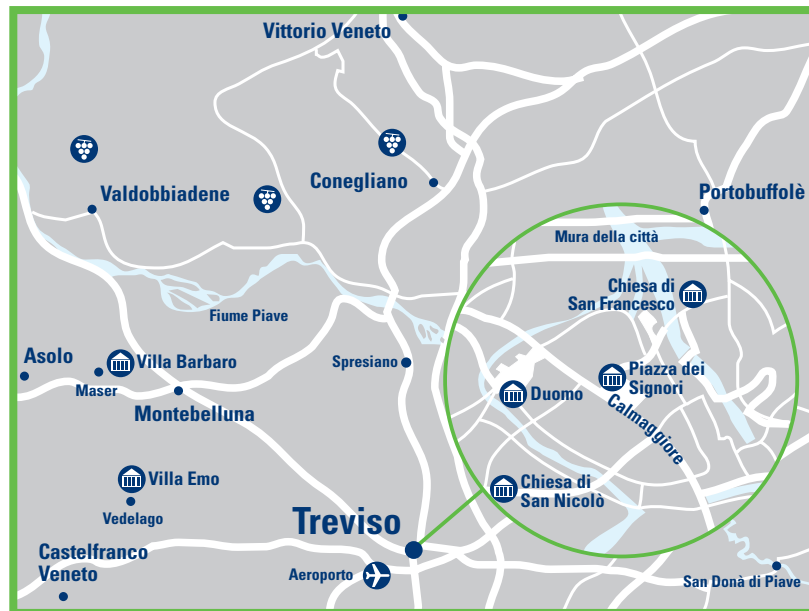 Vittorio Veneto
Conegliano
Valdobbiadene
Portobuffolè
Mura della città
Chiesa di
San Francesco
Fiume Piave
Asolo
Villa Barbaro
Maser
Montebelluna
Spresiano
Piazza dei
Signori
Duomo
Calmaggiore
Villa Emo
Vedelago
Chiesa di
San Nicolò
Treviso
Castelfranco
Veneto
Aeroporto
San Donà di Piave